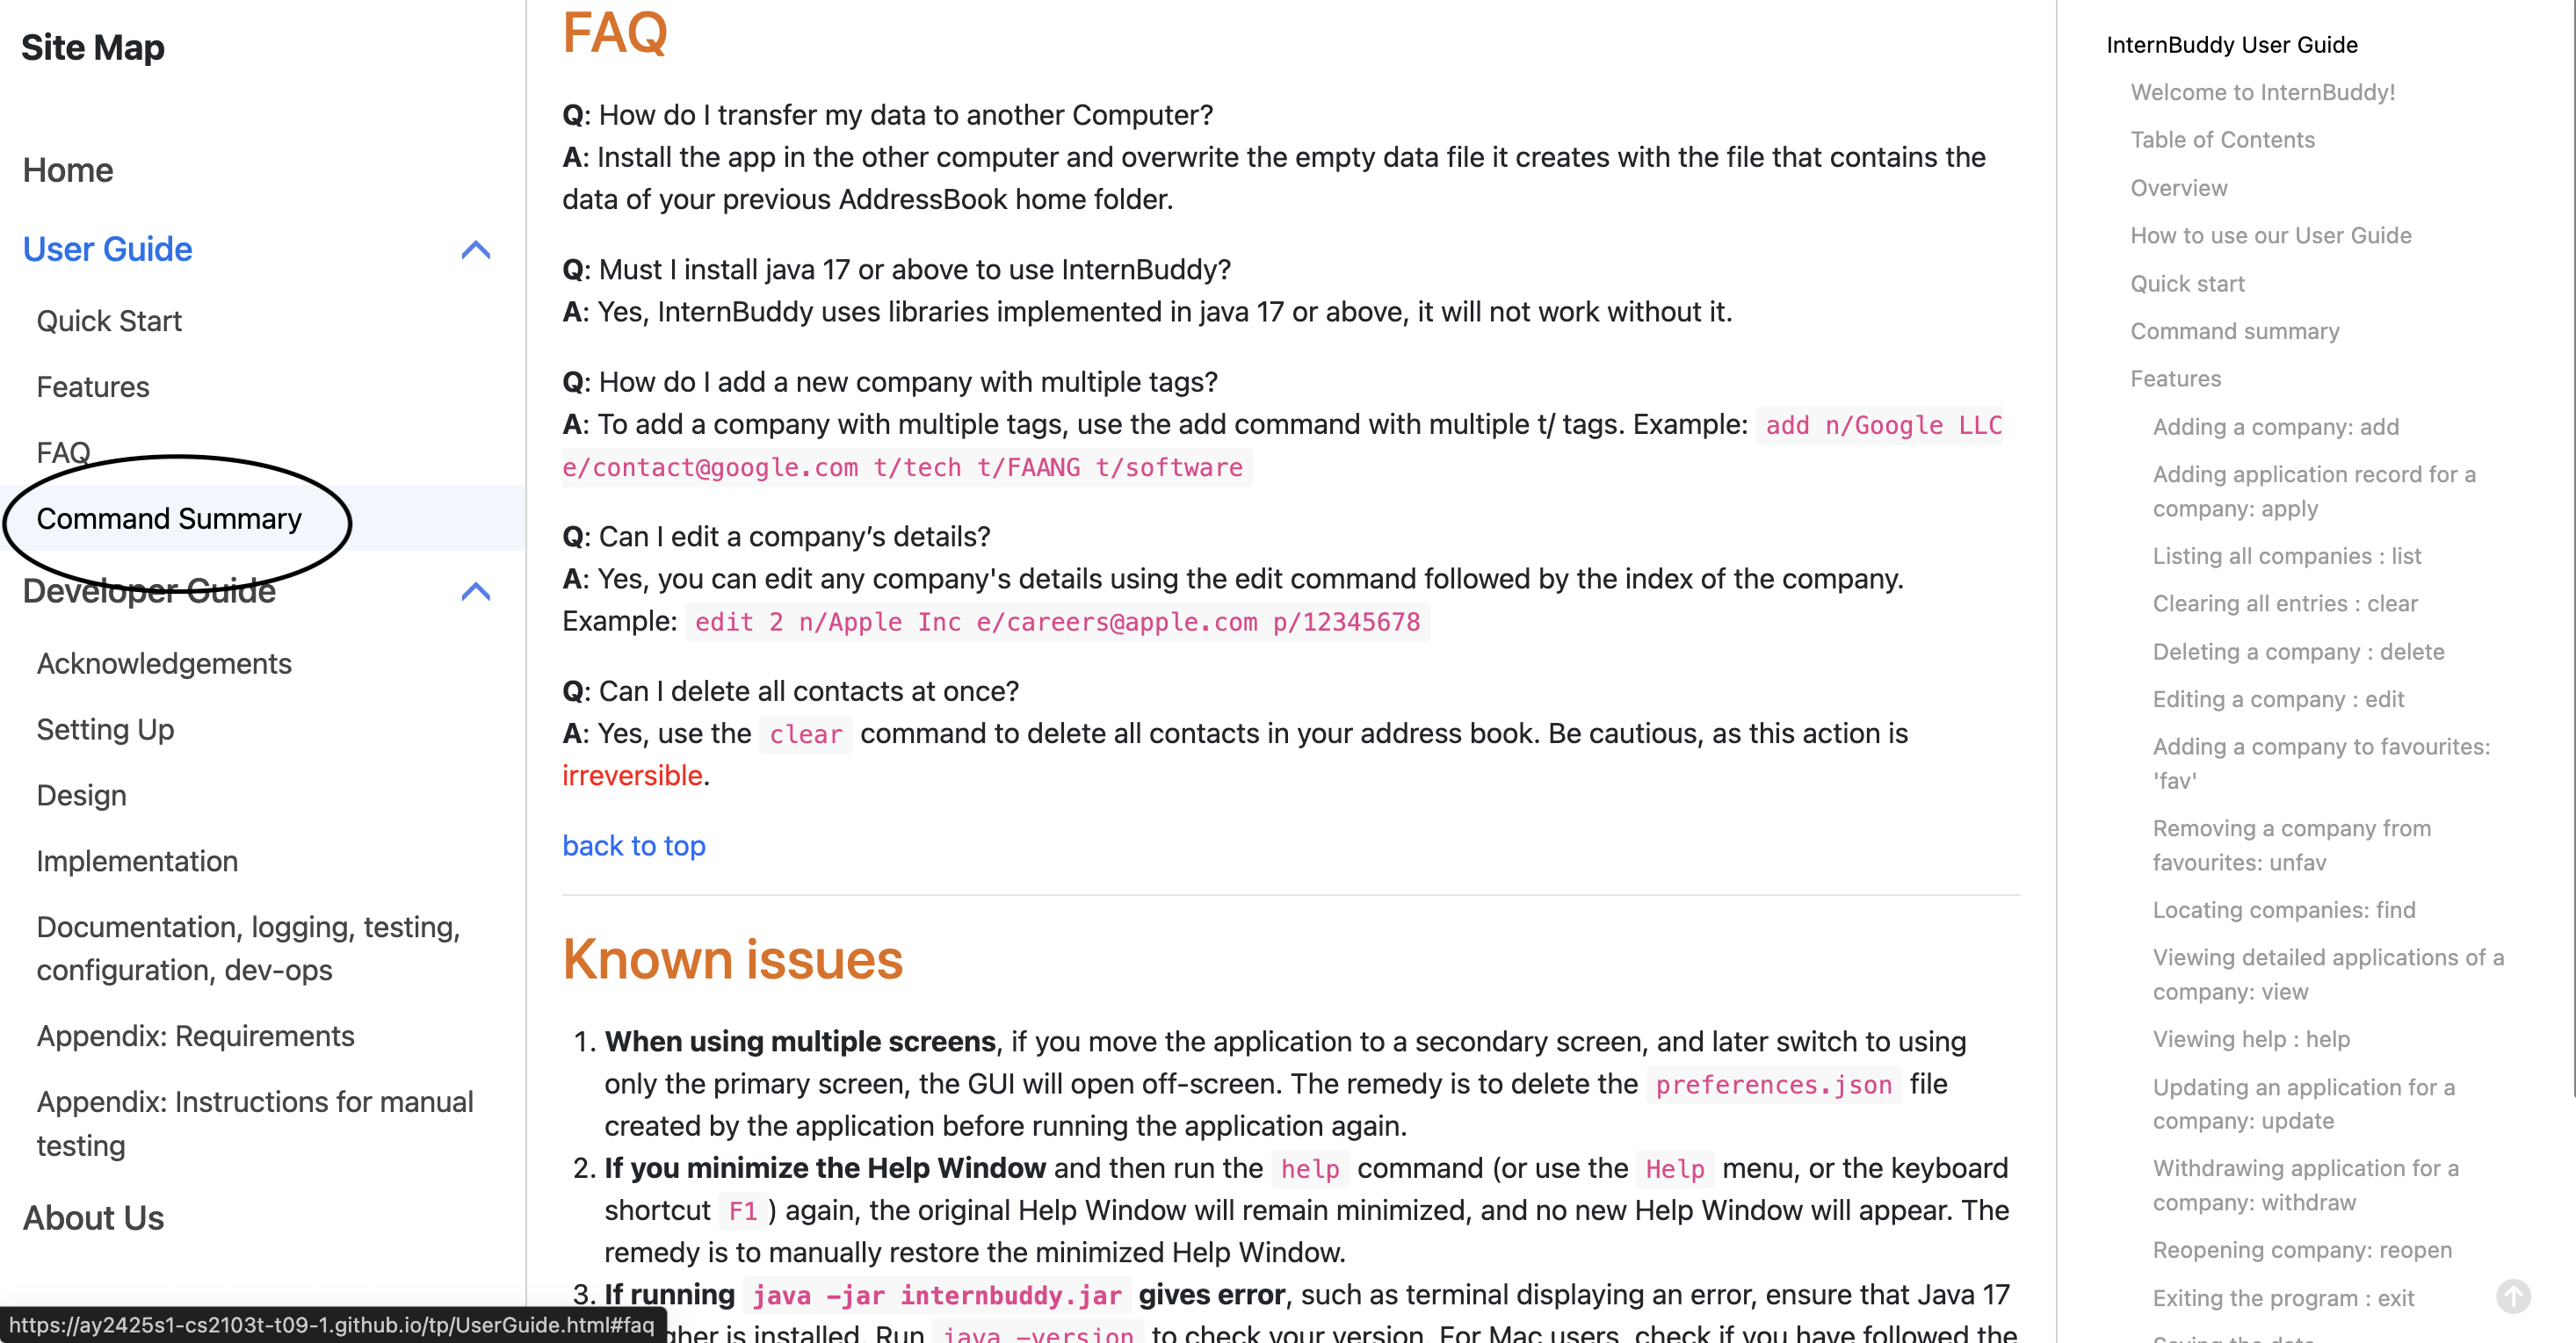 Site Map
Home
User Guide
Quick Start
Features
FAQ
Command Summary
Developer Guide
Acknowledgements
Setting Up
Design
Implementation
Documentation, logging, testing,
configuration, dev-ops
Appendix: Requirements
Appendix: Instructions for manual
testing
About Us
https://ay2425s1-cs2103t-t09-1.github.io/tp/UserGuide.html#faq
FAQ
Q: How do I transfer my data to another Computer?
A: Install the app in the other computer and overwrite the empty data file it creates with the file that contains the
data of your previous AddressBook home folder.
Q: Must I install java 17 or above to use InternBuddy?
A: Yes, InternBuddy uses libraries implemented in java 17 or above, it will not work without it.
Q: How do I add a new company with multiple tags?
A: To add a company with multiple tags, use the add command with multiple t/ tags. Example: add n/Google LLC
e/contact@google.com t/tech t/FAANG t/software
Q: Can I edit a company’s details?
A: Yes, you can edit any company's details using the edit command followed by the index of the company.
Example: edit 2 n/Apple Inc e/careers@apple.com p/12345678
Q: Can I delete all contacts at once?
A: Yes, use the clear command to delete all contacts in your address book. Be cautious, as this action is
irreversible.
back to top
Known issues
1. When using multiple screens, if you move the application to a secondary screen, and later switch to using
only the primary screen, the GUI will open off-screen. The remedy is to delete the preferences.json file
created by the application before running the application again.
2. If you minimize the Help Window and then run the help command (or use the Help menu, or the keyboard
shortcut F1 ) again, the original Help Window will remain minimized, and no new Help Window will appear. The
remedy is to manually restore the minimized Help Window.
3. If running java -jar internbuddy.jar gives error, such as terminal displaying an error, ensure that Java 17
is installed. Run java -version to check your version. For Mac users, check if you have followed the
InternBuddy User Guide
Welcome to InternBuddy!
Table of Contents
Overview
How to use our User Guide
Quick start
Command summary
Features
Adding a company: add
Adding application record for a
company: apply
Listing all companies : list
Clearing all entries : clear
Deleting a company : delete
Editing a company : edit
Adding a company to favourites:
'fav'
Removing a company from
favourites: unfav
Locating companies: find
Viewing detailed applications of a
company: view
Viewing help : help
Updating an application for a
company: update
Withdrawing application for a
company: withdraw
Reopening company: reopen
Exiting the program : exit